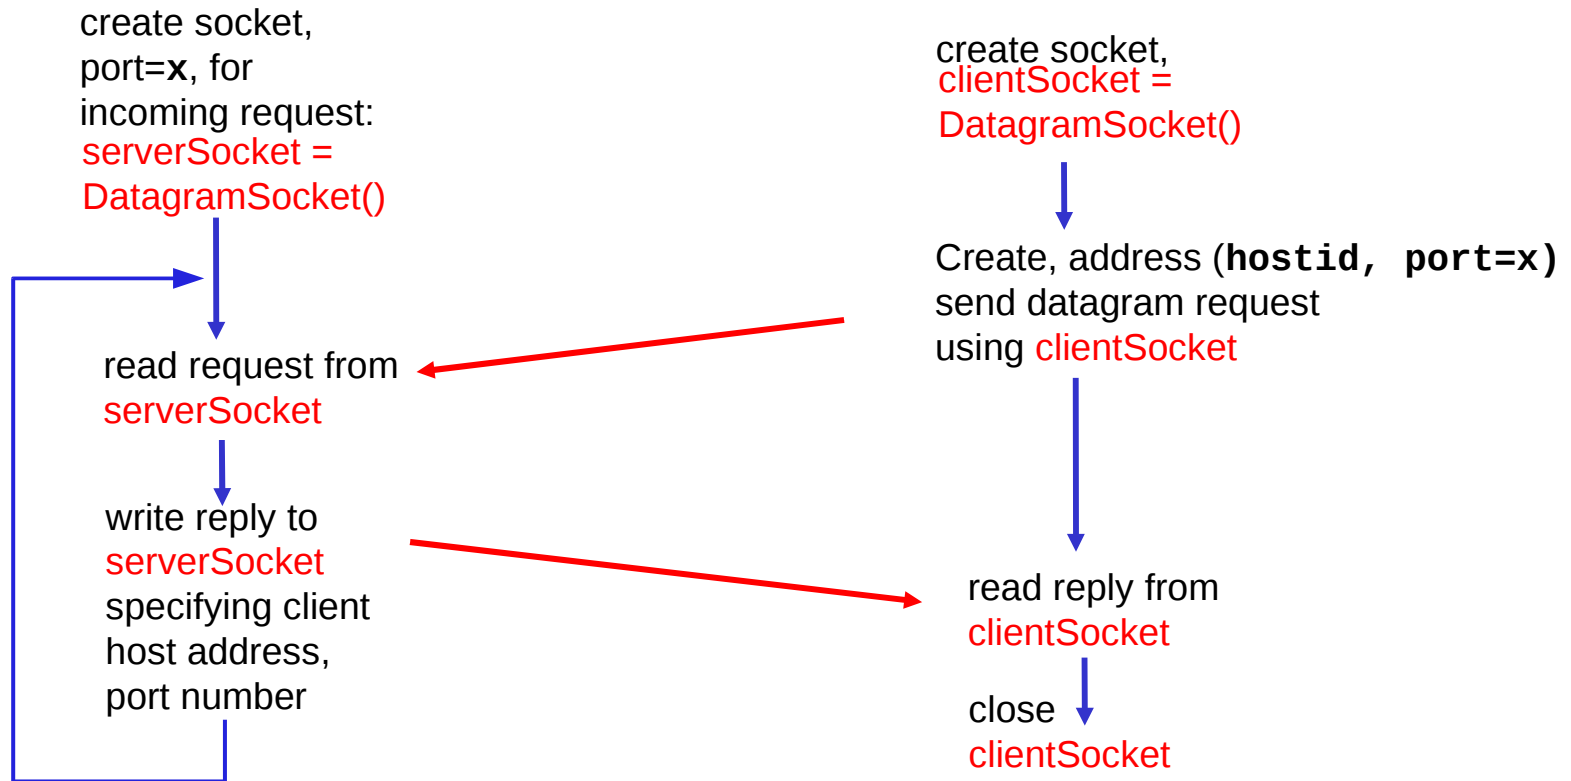 create socket,
port=x, for
incoming request:
serverSocket =
DatagramSocket()
read request from
serverSocket
write reply to
serverSocket
specifying client
host address,
port number
create socket,
clientSocket =
DatagramSocket()
Create, address (hostid, port=x)
send datagram request
using clientSocket
read reply from
clientSocket
close
clientSocket